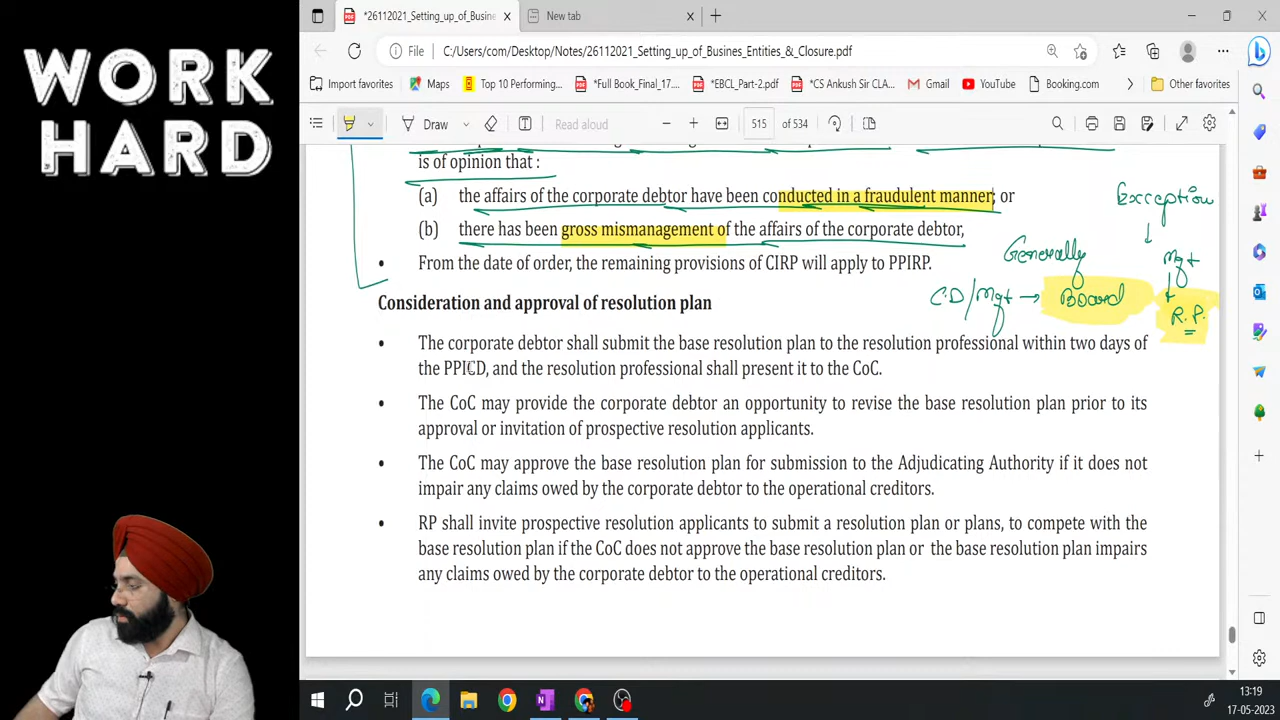 WORK
HARD
*26112021_Setting_up_of_Busines
New tab
File
C:/Users/com/Desktop/Notes/26112021_Setting_up_of_Busines_Entities_&_Closure.pdf
Import favorites
Maps
Top 10 Performing...
*Full Book_Final_17....
*EBCL_Part-2.pdf
*CS Ankush Sir CLA...
Gmail
YouTube
Booking.com
Other favorites
Draw
Read aloud
515
of 534
is of opinion that :
(a) the affairs of the corporate debtor have been conducted in a fraudulent manner; or
(b) there has been gross mismanagement of the affairs of the corporate debtor,
• From the date of order, the remaining provisions of CIRP will apply to PPIRP.
Exception
Generally
Mgt
CD/Mgt → Board
R.P.
Consideration and approval of resolution plan
• The corporate debtor shall submit the base resolution plan to the resolution professional within two days of
the PPICD, and the resolution professional shall present it to the CoC.
• The CoC may provide the corporate debtor an opportunity to revise the base resolution plan prior to its
approval or invitation of prospective resolution applicants.
• The CoC may approve the base resolution plan for submission to the Adjudicating Authority if it does not
impair any claims owed by the corporate debtor to the operational creditors.
• RP shall invite prospective resolution applicants to submit a resolution plan or plans, to compete with the
base resolution plan if the CoC does not approve the base resolution plan or the base resolution plan impairs
any claims owed by the corporate debtor to the operational creditors.
13:19
17-05-2023